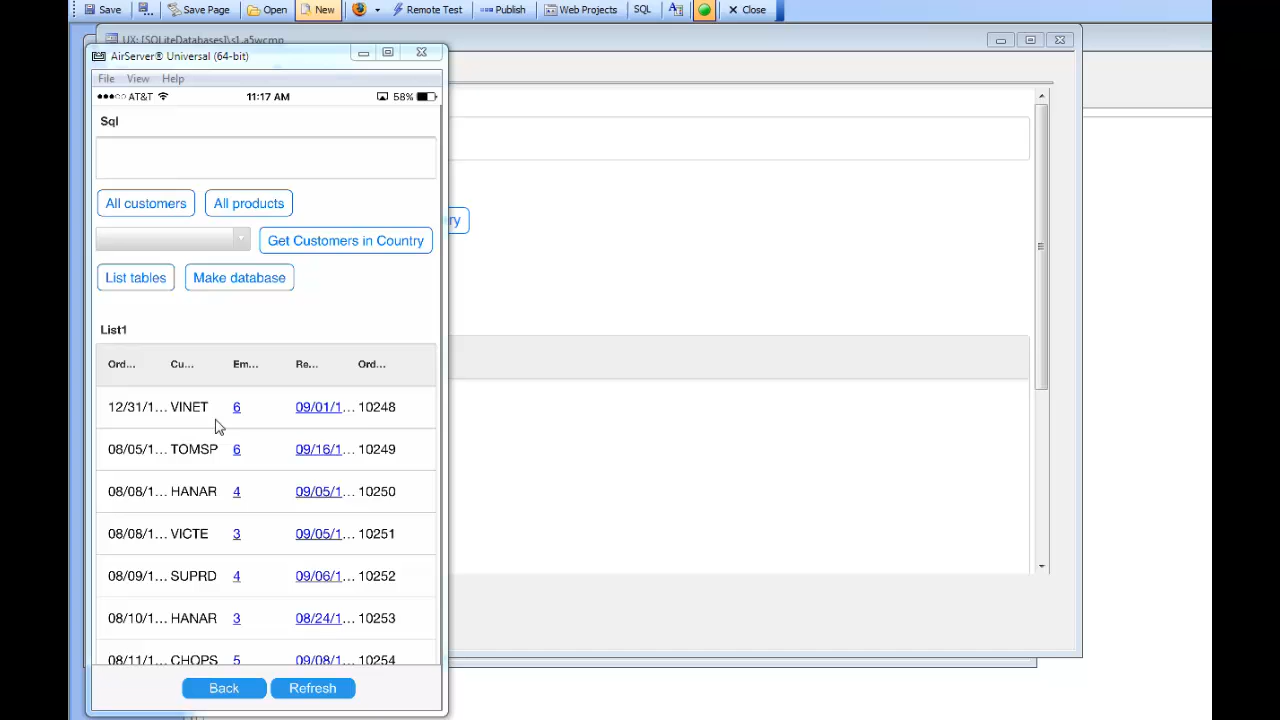 Save Save Page Open New Remote Test Publish Web Projects SQL Close
UX: [SQLiteDatabases]\s1.a5wcmp
AirServer® Universal (64-bit)
File View Help
AT&T 11:17 AM 58%
Sql
All customers All products
Get Customers in Country
ry
List tables Make database
List1
Ord... Cu... Em... Re... Ord...
12/31/1... VINET 6 09/01/1... 10248
08/05/1... TOMSP 6 09/16/1... 10249
08/08/1... HANAR 4 09/05/1... 10250
08/08/1... VICTE 3 09/05/1... 10251
08/09/1... SUPRD 4 09/06/1... 10252
08/10/1... HANAR 3 08/24/1... 10253
08/11/1... CHOPS 5 09/08/1... 10254
Back Refresh